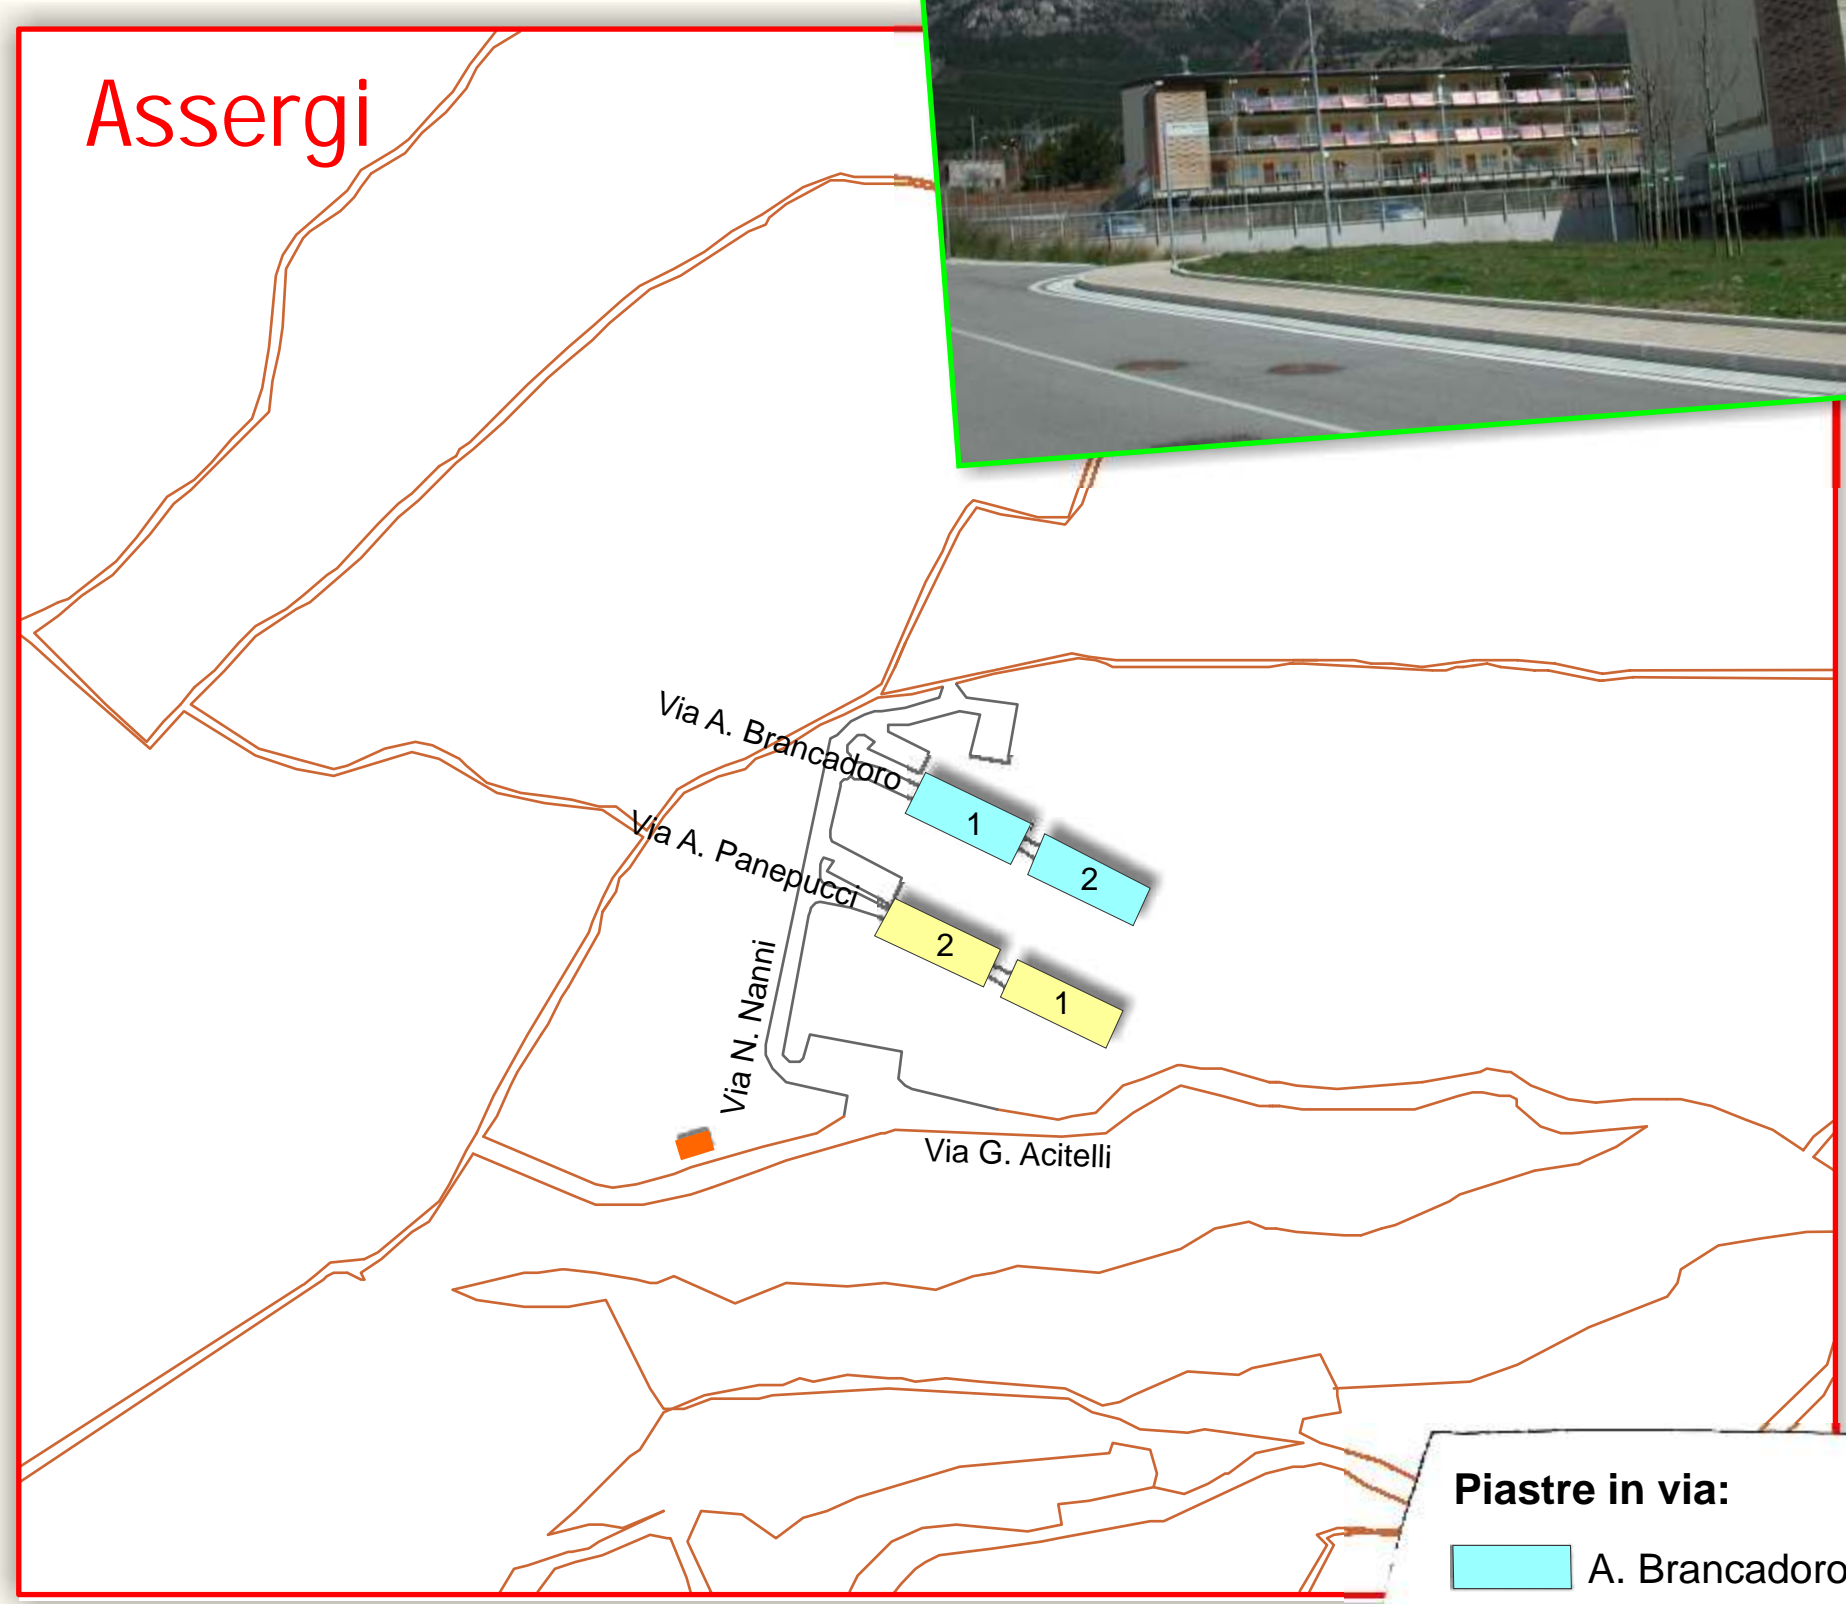 Assergi
Via A. Brancadoro
1
2
Via A. Panepucci
2
1
Via N. Nanni
Via G. Acitelli
Piastre in via:
A. Brancadoro